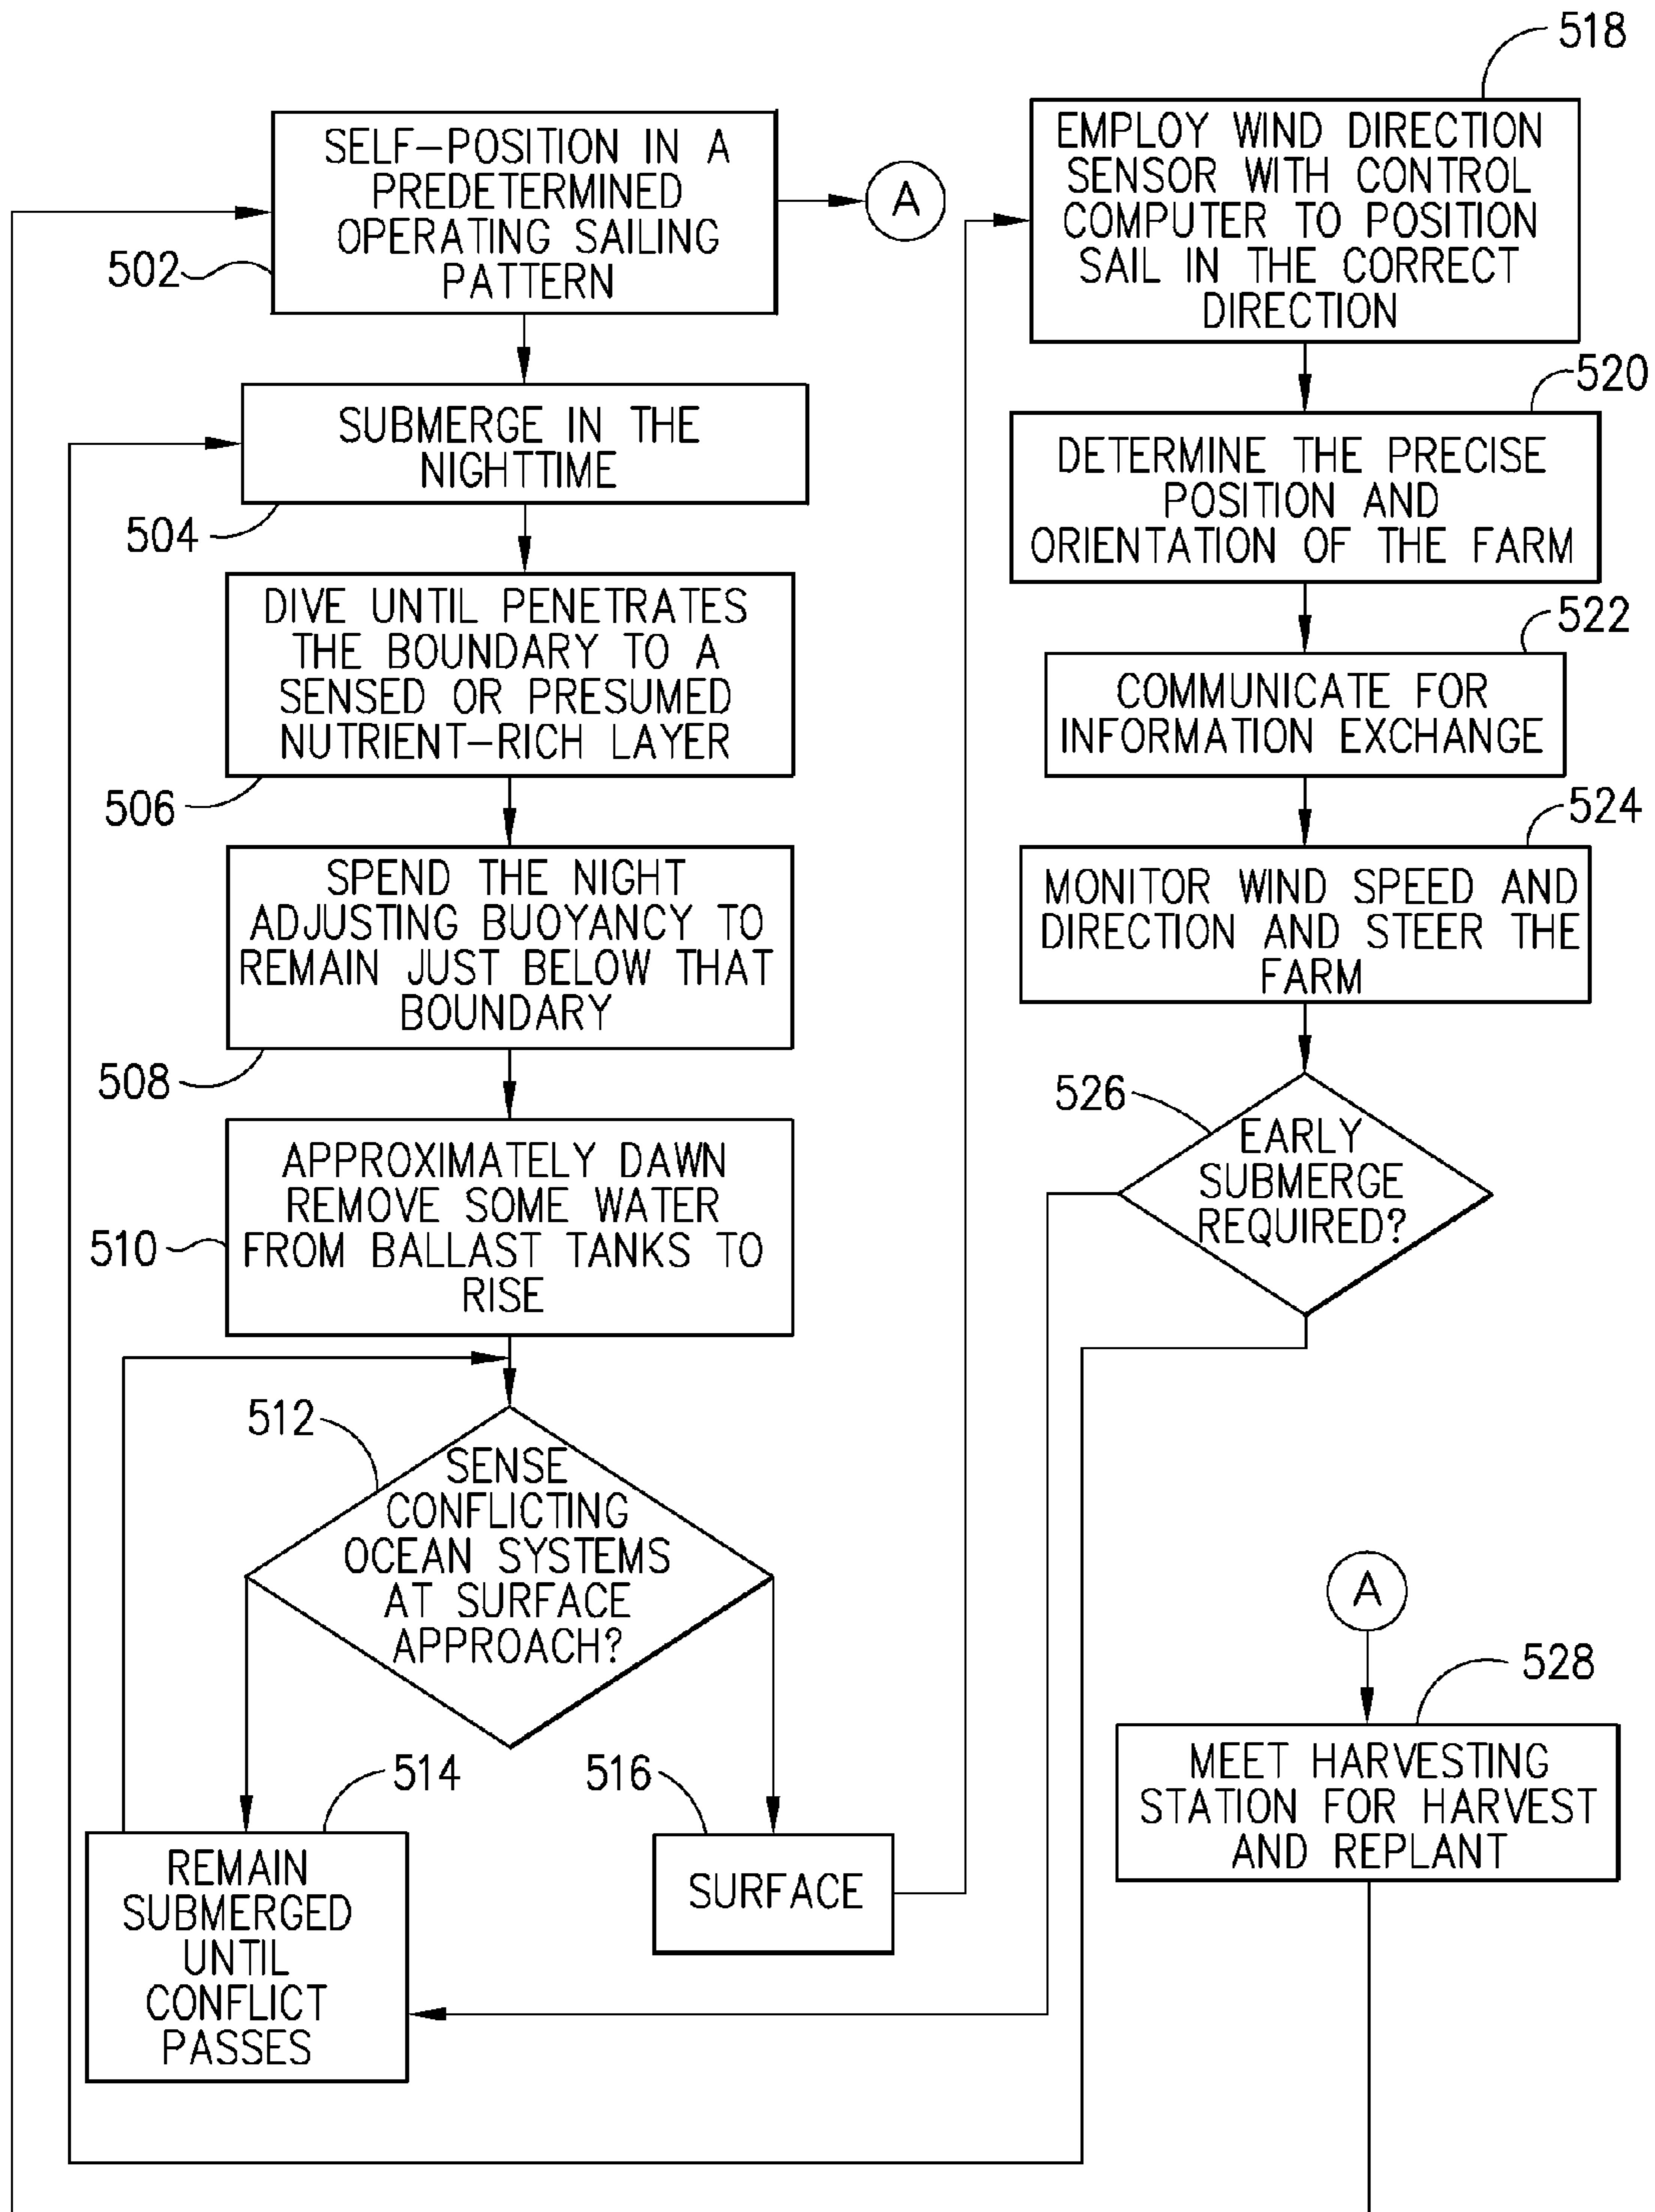 SELF-POSITION IN A
PREDETERMINED
OPERATING SAILING
PATTERN
502
A
SUBMERGE IN THE
NIGHTTIME
504
DIVE UNTIL PENETRATES
THE BOUNDARY TO A
SENSED OR PRESUMED
NUTRIENT-RICH LAYER
506
SPEND THE NIGHT
ADJUSTING BUOYANCY TO
REMAIN JUST BELOW THAT
BOUNDARY
508
APPROXIMATELY DAWN
REMOVE SOME WATER
FROM BALLAST TANKS TO
RISE
510
512
SENSE
CONFLICTING
OCEAN SYSTEMS
AT SURFACE
APPROACH?
514
REMAIN
SUBMERGED
UNTIL
CONFLICT
PASSES
516
SURFACE
518
EMPLOY WIND DIRECTION
SENSOR WITH CONTROL
COMPUTER TO POSITION
SAIL IN THE CORRECT
DIRECTION
520
DETERMINE THE PRECISE
POSITION AND
ORIENTATION OF THE FARM
522
COMMUNICATE FOR
INFORMATION EXCHANGE
524
MONITOR WIND SPEED AND
DIRECTION AND STEER THE
FARM
526
EARLY
SUBMERGE
REQUIRED?
A
528
MEET HARVESTING
STATION FOR HARVEST
AND REPLANT